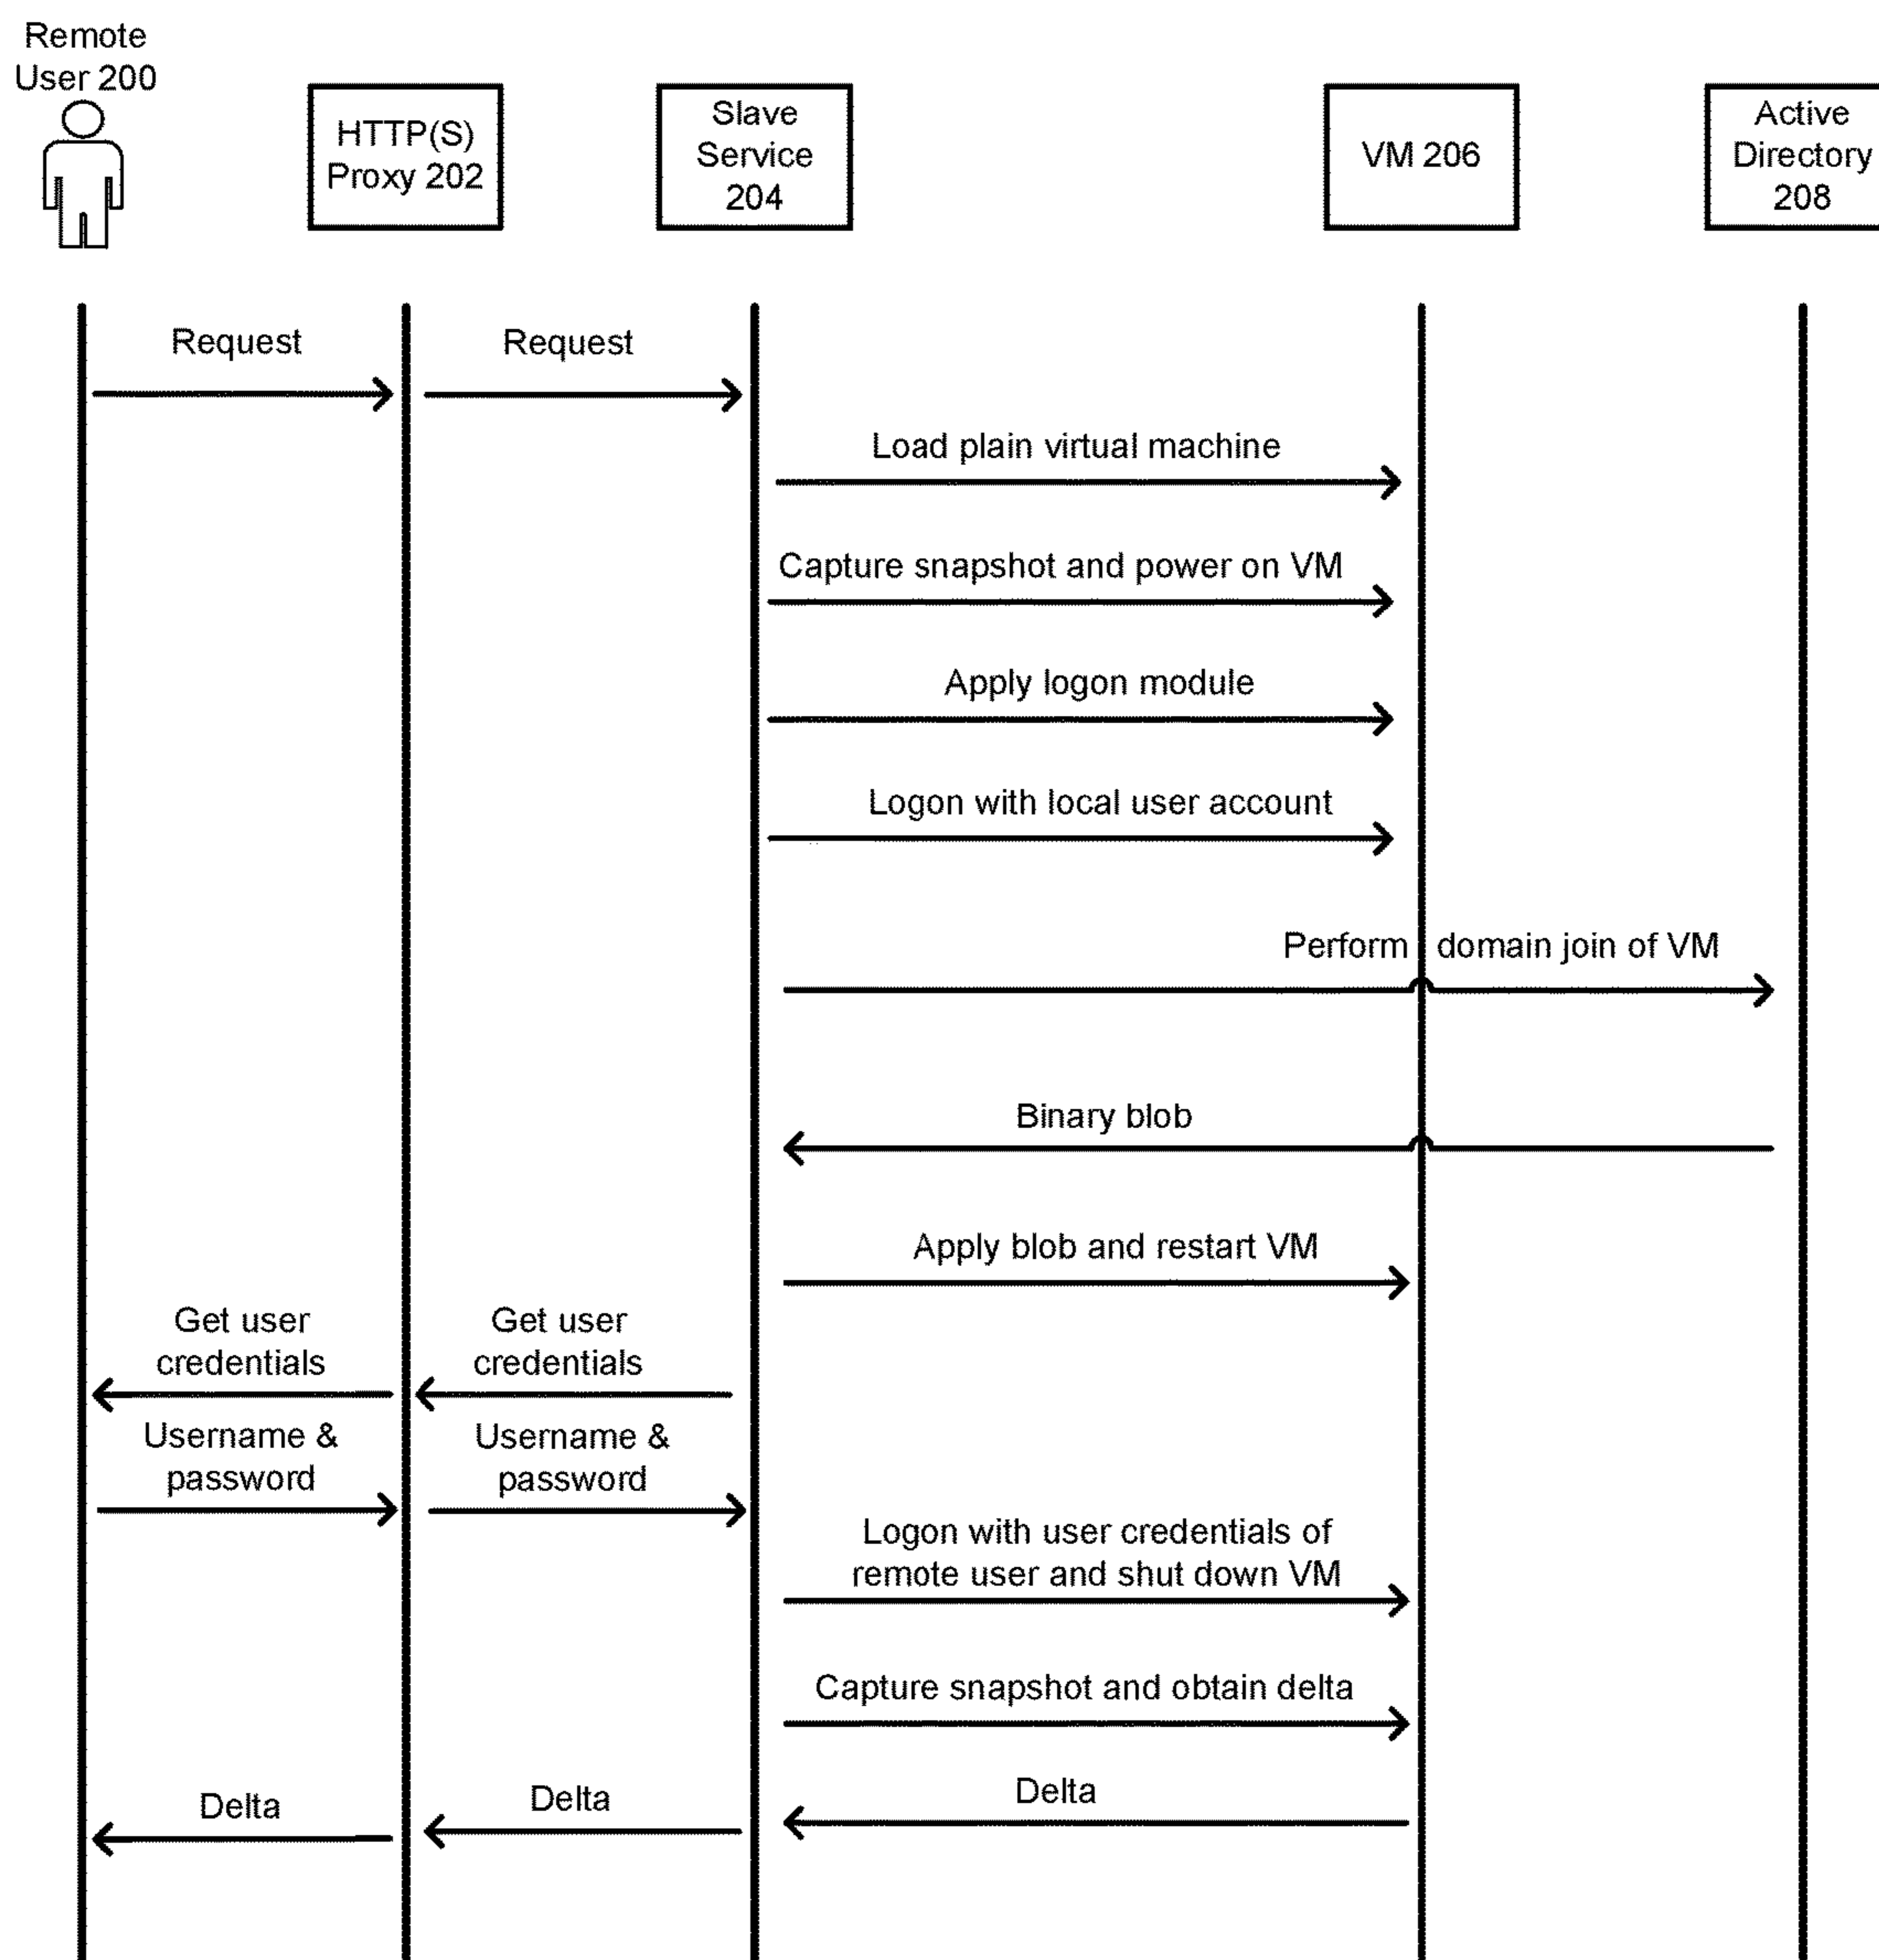 Remote
User 200
HTTP(S)
Proxy 202
Slave
Service
204
VM 206
Active
Directory
208
Request
Request
Load plain virtual machine
Capture snapshot and power on VM
Apply logon module
Logon with local user account
Perform domain join of VM
Binary blob
Apply blob and restart VM
Get user
credentials
Get user
credentials
Username &
password
Username &
password
Logon with user credentials of
remote user and shut down VM
Capture snapshot and obtain delta
Delta
Delta
Delta